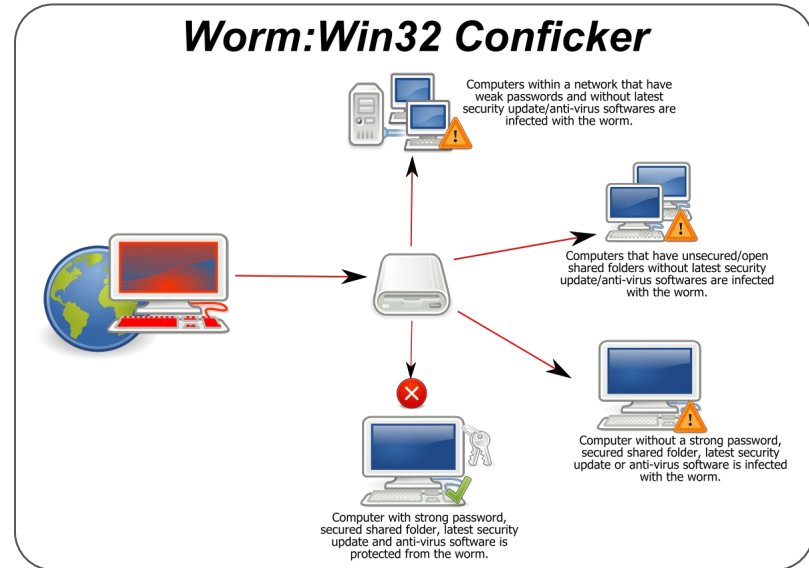 Worm:Win32 Conficker
Computers within a network that have
weak passwords and without latest
security update/anti-virus softwares are
infected with the worm.
Computers that have unsecured/open
shared folders without latest security
update/anti-virus softwares are infected
with the worm.
Computer without a strong password,
secured shared folder, latest security
update or anti-virus software is infected
with the worm.
Computer with strong password,
secured shared folder, latest security
update and anti-virus software is
protected from the worm.